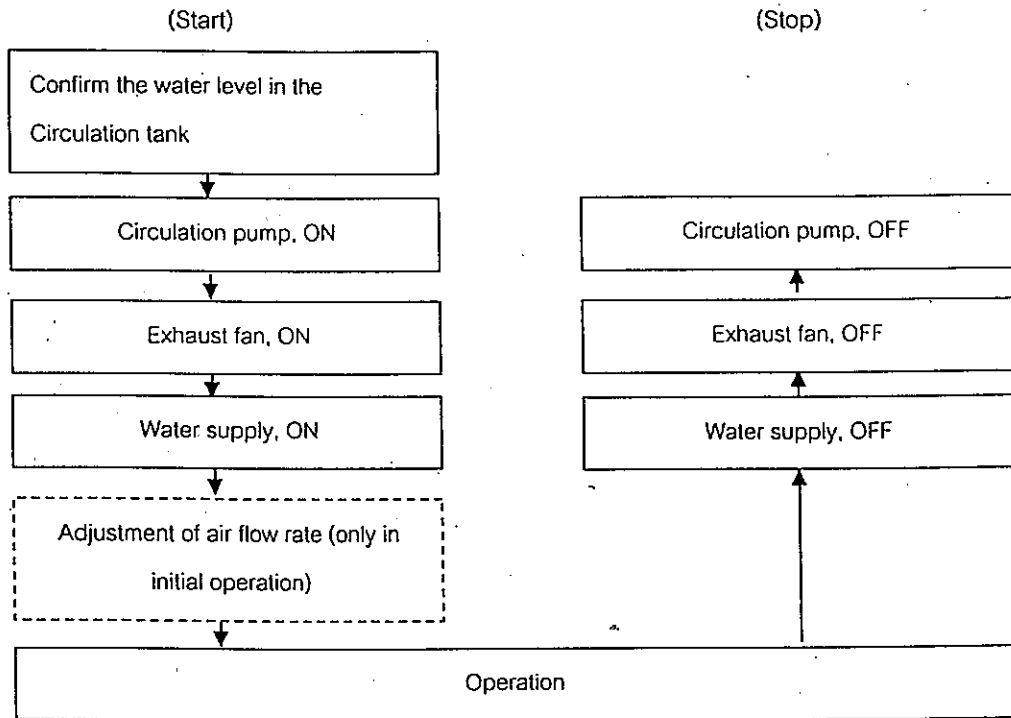 (Start)
Confirm the water level in the
Circulation tank
Circulation pump, ON
Exhaust fan, ON
Water supply, ON
Adjustment of air flow rate (only in
initial operation)
Operation
(Stop)
Circulation pump, OFF
Exhaust fan, OFF
Water supply, OFF